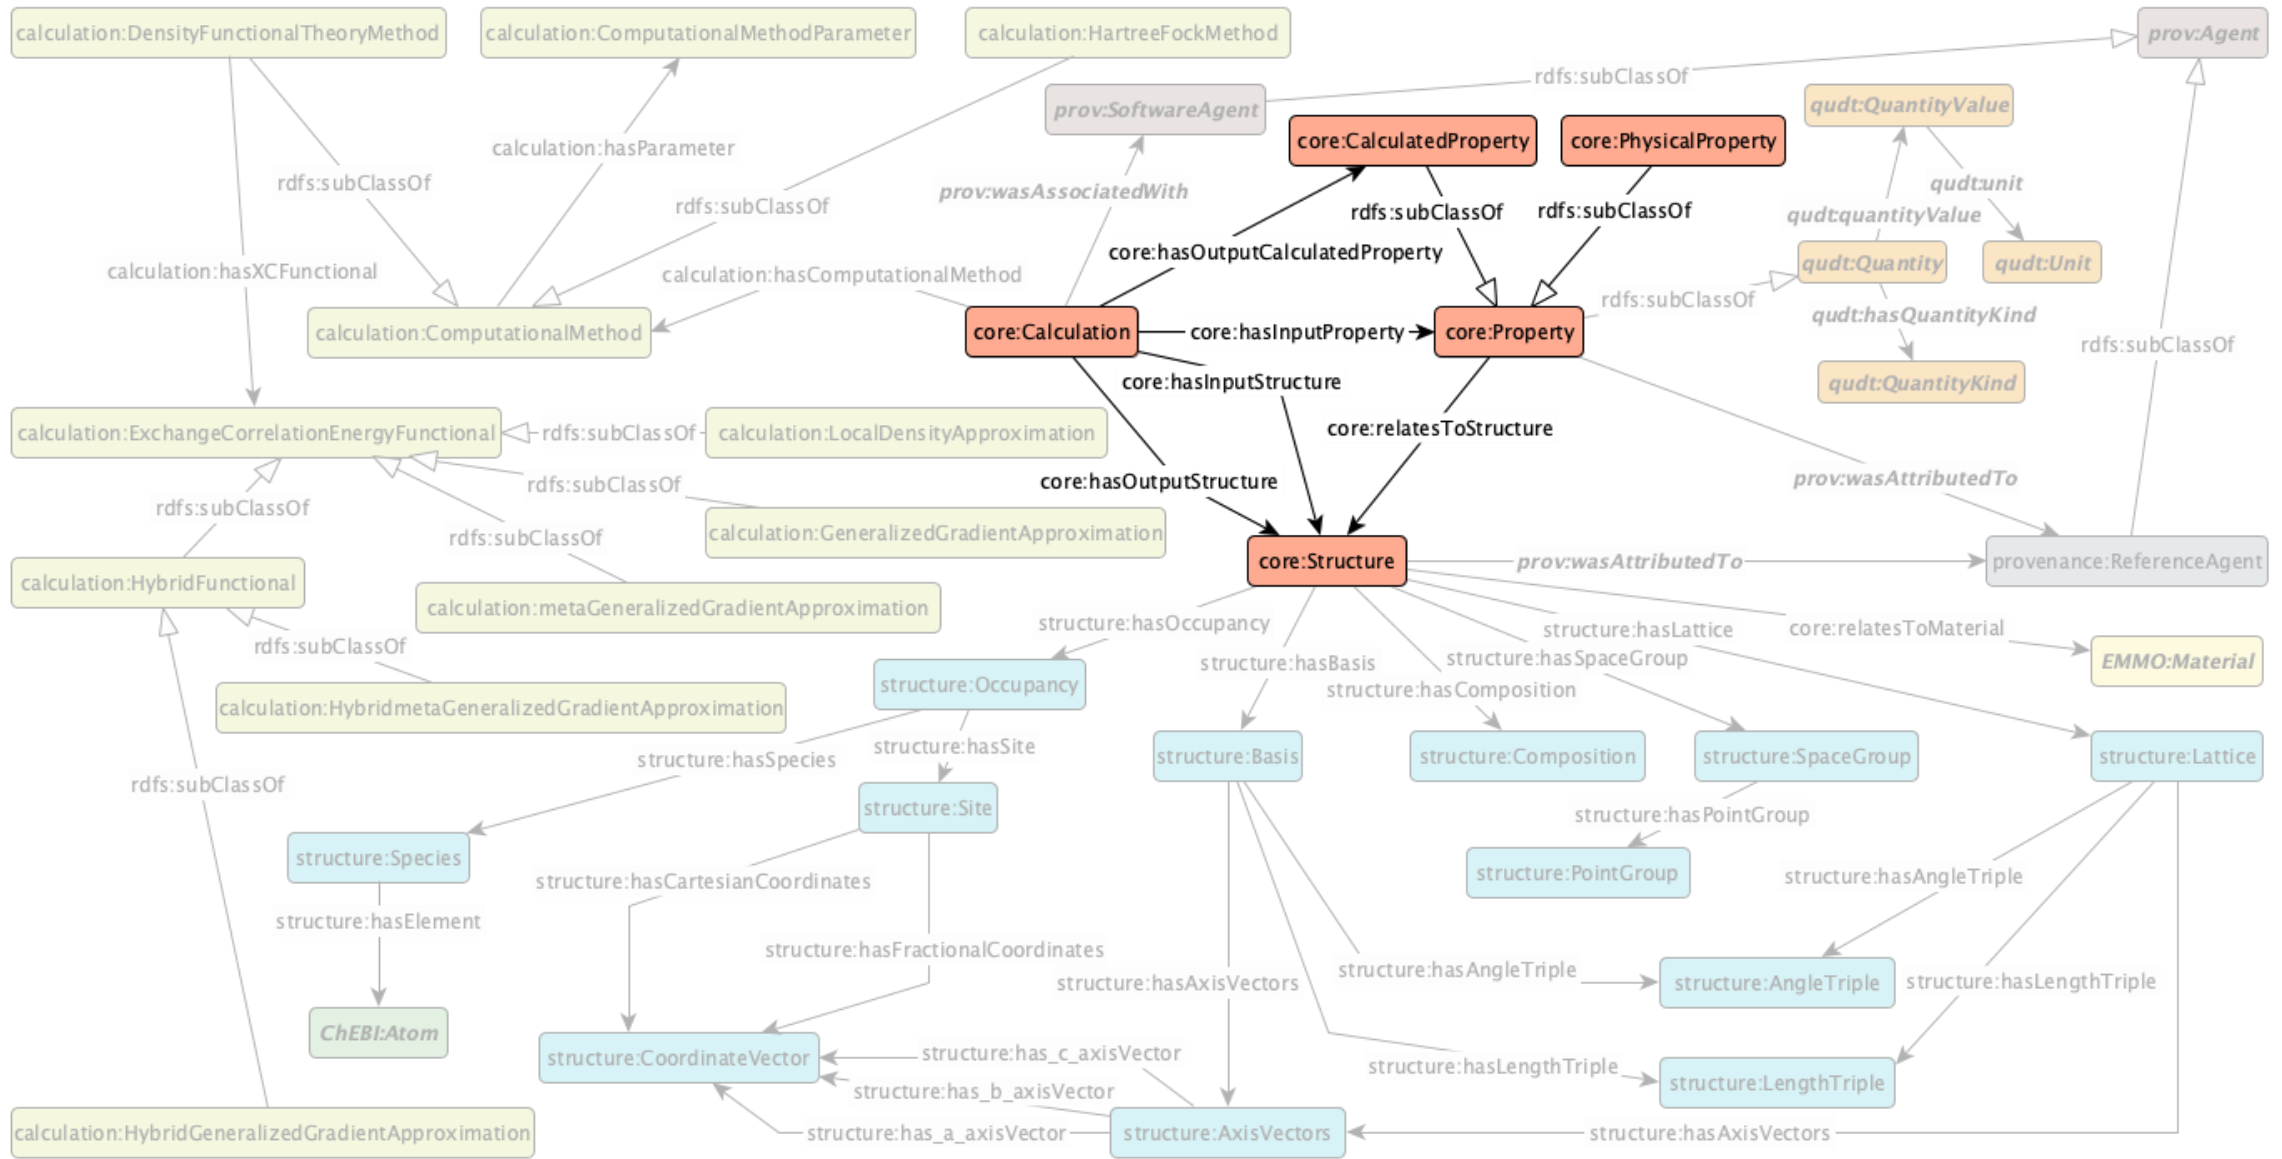 calculation:DensityFunctionalTheoryMethod
calculation:ComputationalMethodParameter
calculation:HartreeFockMethod
prov:Agent
rdfs:subClassOf
prov:SoftwareAgent
qudt:QuantityValue
core:CalculatedProperty
core:PhysicalProperty
calculation:hasParameter
rdfs:subClassOf
prov:wasAssociatedWith
qudt:unit
rdfs:subClassOf
rdfs:subClassOf
rdfs:subClassOf
qudt:quantityValue
core:hasOutputCalculatedProperty
calculation:hasXCFunctional
calculation:hasComputationalMethod
qudt:Quantity
qudt:Unit
rdfs:subClassOf
qudt:hasQuantityKind
calculation:ComputationalMethod
core:Calculation
core:hasInputProperty
core:Property
rdfs:subClassOf
core:hasInputStructure
qudt:QuantityKind
calculation:ExchangeCorrelationEnergyFunctional
rdfs:subClassOf
calculation:LocalDensityApproximation
core:relatesToStructure
rdfs:subClassOf
core:hasOutputStructure
prov:wasAttributedTo
rdfs:subClassOf
rdfs:subClassOf
calculation:GeneralizedGradientApproximation
core:Structure
prov:wasAttributedTo
provenance:ReferenceAgent
calculation:HybridFunctional
calculation:metaGeneralizedGradientApproximation
structure:hasOccupancy
structure:hasLattice
core:relatesToMaterial
rdfs:subClassOf
structure:hasBasis
structure:hasSpaceGroup
EMMO:Material
structure:Occupancy
structure:hasComposition
calculation:HybridmetaGeneralizedGradientApproximation
structure:hasSpecies
structure:hasSite
structure:Basis
structure:Composition
structure:SpaceGroup
structure:Lattice
rdfs:subClassOf
structure:Site
structure:hasPointGroup
structure:Species
structure:hasCartesianCoordinates
structure:PointGroup
structure:hasAngleTriple
structure:hasElement
structure:hasFractionalCoordinates
structure:hasAngleTriple
structure:hasAxisVectors
structure:AngleTriple
structure:hasLengthTriple
ChEBI:Atom
structure:CoordinateVector
structure:has_c_axisVector
structure:hasLengthTriple
structure:LengthTriple
structure:has_b_axisVector
calculation:HybridGeneralizedGradientApproximation
structure:has_a_axisVector
structure:AxisVectors
structure:hasAxisVectors